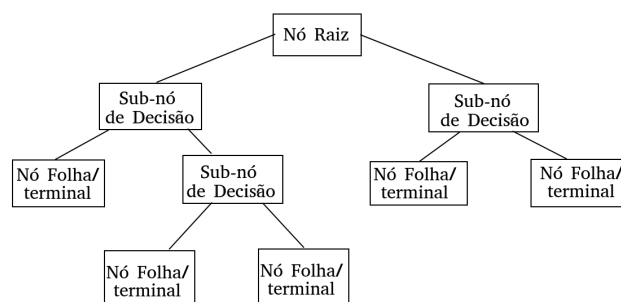 Nó Raiz
Sub-nó
de Decisão
Sub-nó
de Decisão
Nó Folha/
terminal
Sub-nó
de Decisão
Nó Folha/
terminal
Nó Folha/
terminal
Nó Folha/
terminal
Nó Folha/
terminal